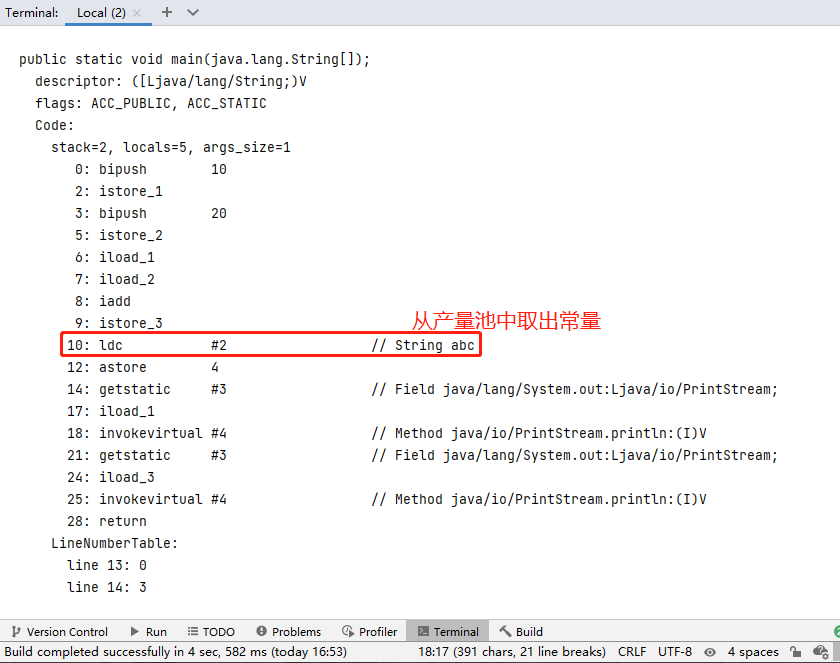 Terminal: Local (2) × + ∨
public static void main(java.lang.String[]);
descriptor: ([Ljava/lang/String;)V
flags: ACC_PUBLIC, ACC_STATIC
Code:
stack=2, locals=5, args_size=1
0: bipush 10
2: istore_1
3: bipush 20
5: istore_2
6: iload_1
7: iload_2
8: iadd
9: istore_3
从产量池中取出常量
10: ldc #2 // String abc
12: astore 4
14: getstatic #3 // Field java/lang/System.out:Ljava/io/PrintStream;
17: iload_1
18: invokevirtual #4 // Method java/io/PrintStream.println:(I)V
21: getstatic #3 // Field java/lang/System.out:Ljava/io/PrintStream;
24: iload_3
25: invokevirtual #4 // Method java/io/PrintStream.println:(I)V
28: return
LineNumberTable:
line 13: 0
line 14: 3
Version Control Run TODO Problems Profiler Terminal Build
Build completed successfully in 4 sec, 582 ms (today 16:53) 18:17 (391 chars, 21 line breaks) CRLF UTF-8 4 spaces